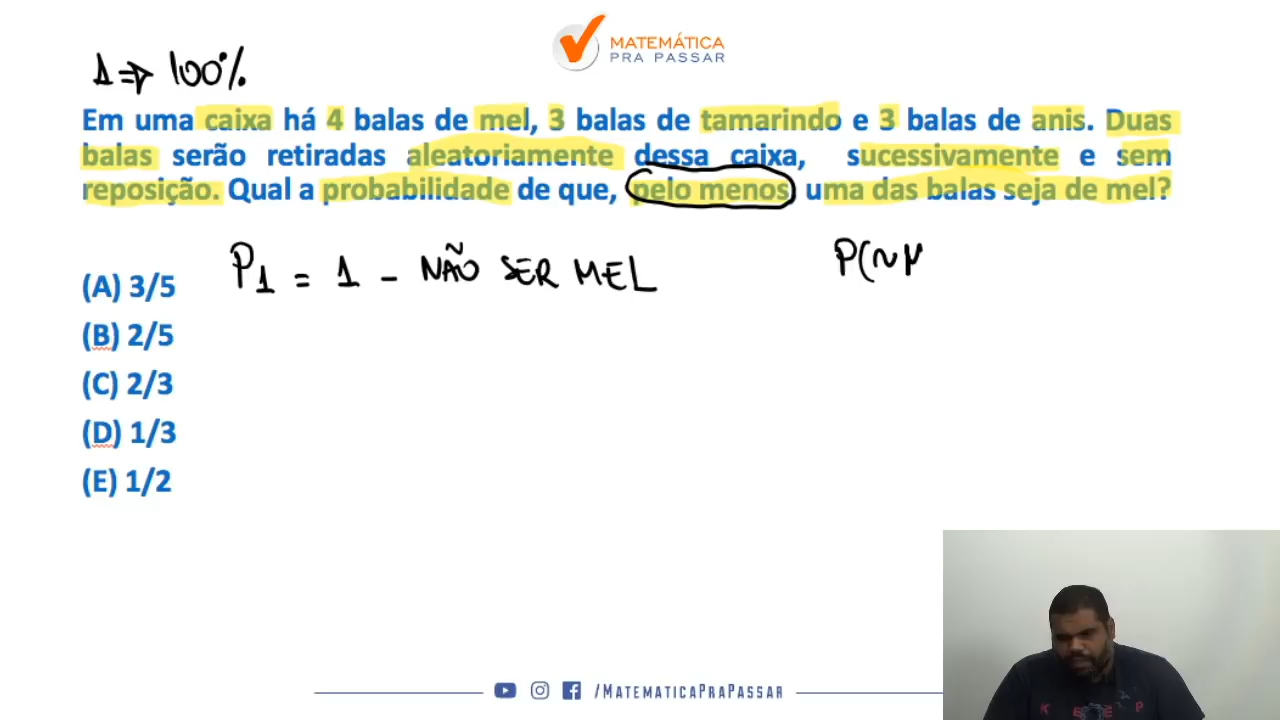 MATEMÁTICA
PRA PASSAR
1 => 100%
Em uma caixa há 4 balas de mel, 3 balas de tamarindo e 3 balas de anis. Duas
balas serão retiradas aleatoriamente dessa caixa, sucessivamente e sem
reposição. Qual a probabilidade de que, pelo menos uma das balas seja de mel?
P1 = 1 - NÃO SER MEL
P(~M
(A) 3/5
(B) 2/5
(C) 2/3
(D) 1/3
(E) 1/2
K E E P
/MATEMATICAPRAPASSAR